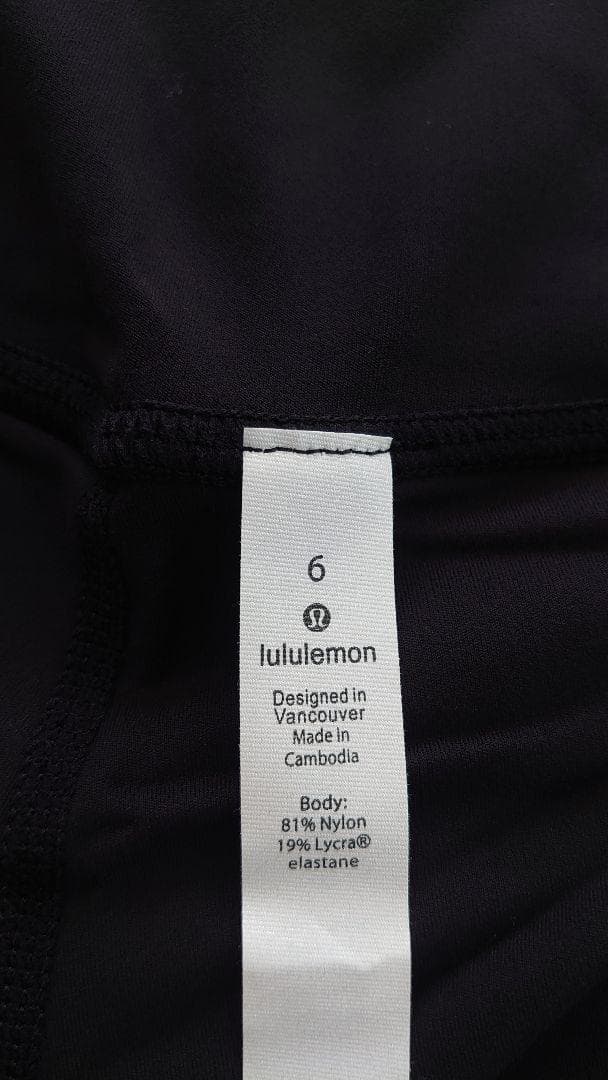 6
lululemon
Designed in
Vancouver
Made in
Cambodia
Body:
81% Nylon
19% Lycra®
elastane